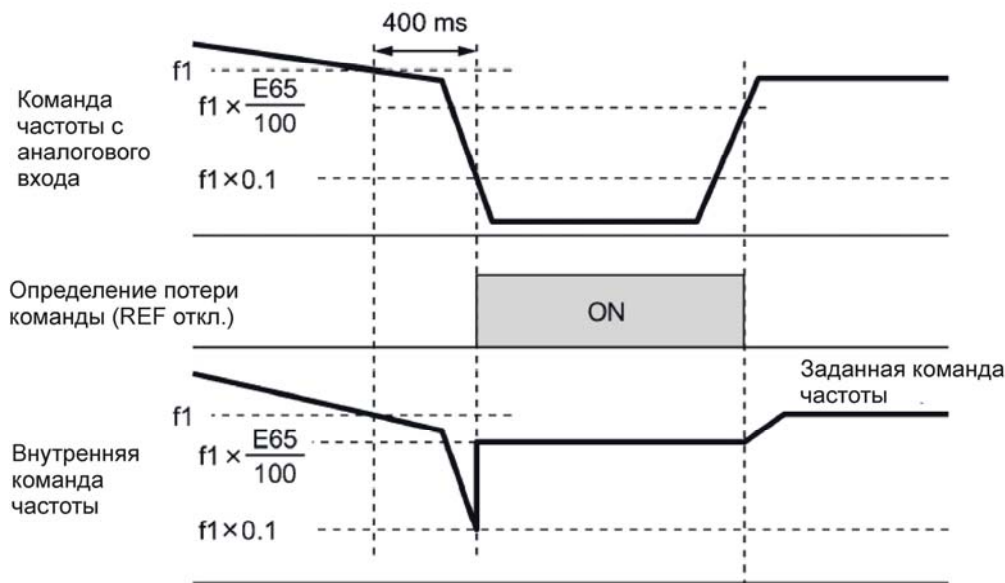 400 ms
f1
Команда
частоты с
аналогового
входа
f1 × E65/100
f1×0.1
Определение потери
команды (REF откл.)
ON
Заданная команда
частоты
f1
Внутренняя
команда
частоты
f1 × E65/100
f1×0.1